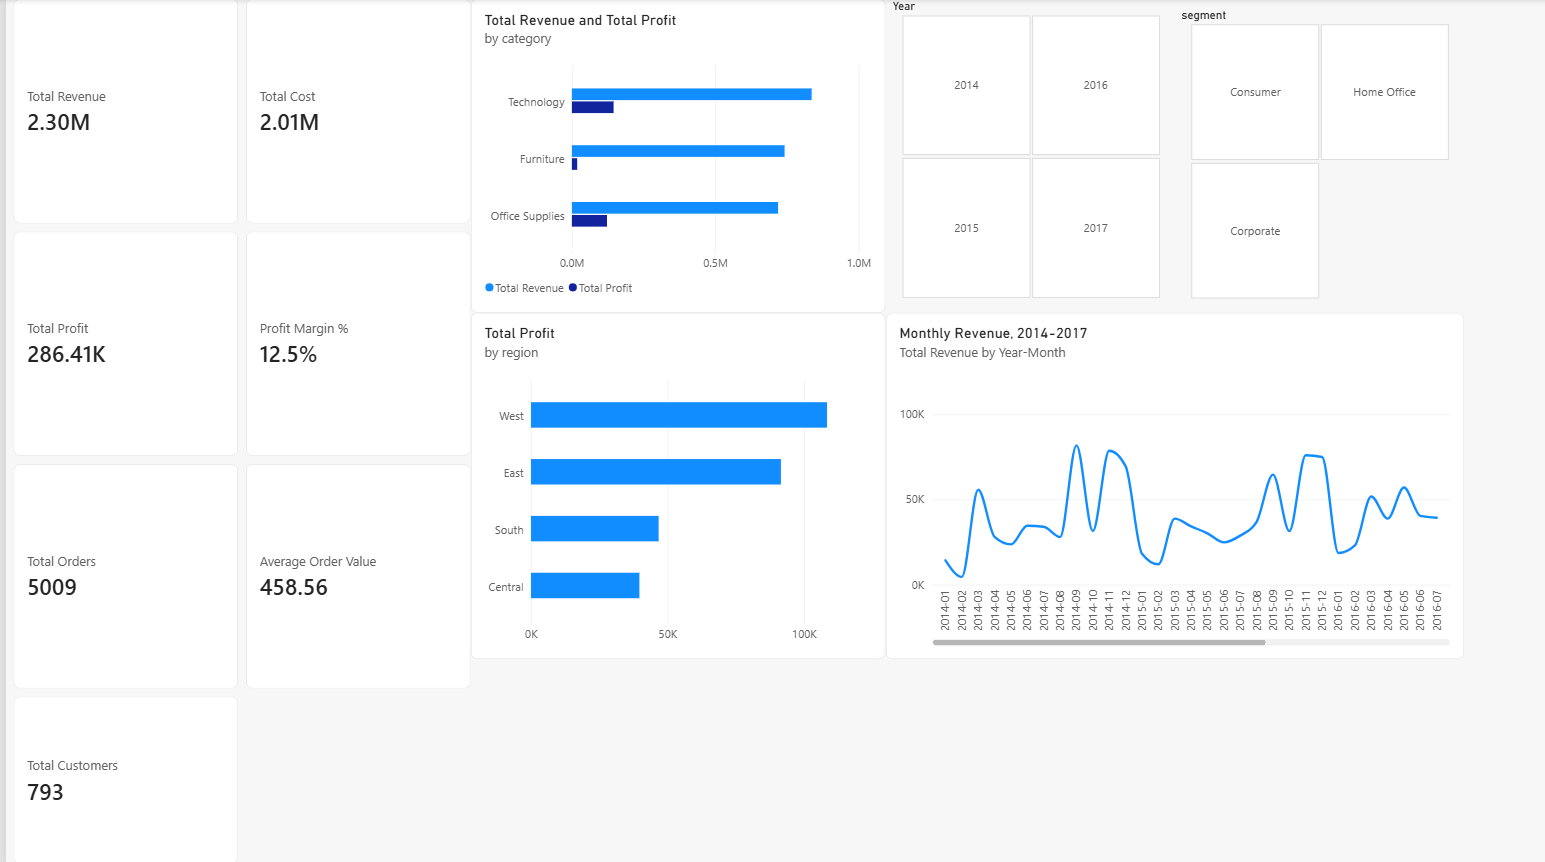 Total Revenue
2.30M
Total Cost
2.01M
Total Profit
286.41K
Profit Margin %
12.5%
Total Orders
5009
Average Order Value
458.56
Total Customers
793
Total Revenue and Total Profit
by category
Technology
Furniture
Office Supplies
0.0M 0.5M 1.0M
Total Revenue Total Profit
Total Profit
by region
West
East
South
Central
0K 50K 100K
Year
2014
2016
2015
2017
segment
Consumer
Home Office
Corporate
Monthly Revenue, 2014-2017
Total Revenue by Year-Month
100K
50K
0K
2014-01
2014-02
2014-03
2014-04
2014-05
2014-06
2014-07
2014-08
2014-09
2014-10
2014-11
2014-12
2015-01
2015-02
2015-03
2015-04
2015-05
2015-06
2015-07
2015-08
2015-09
2015-10
2015-11
2015-12
2016-01
2016-02
2016-03
2016-04
2016-05
2016-06
2016-07